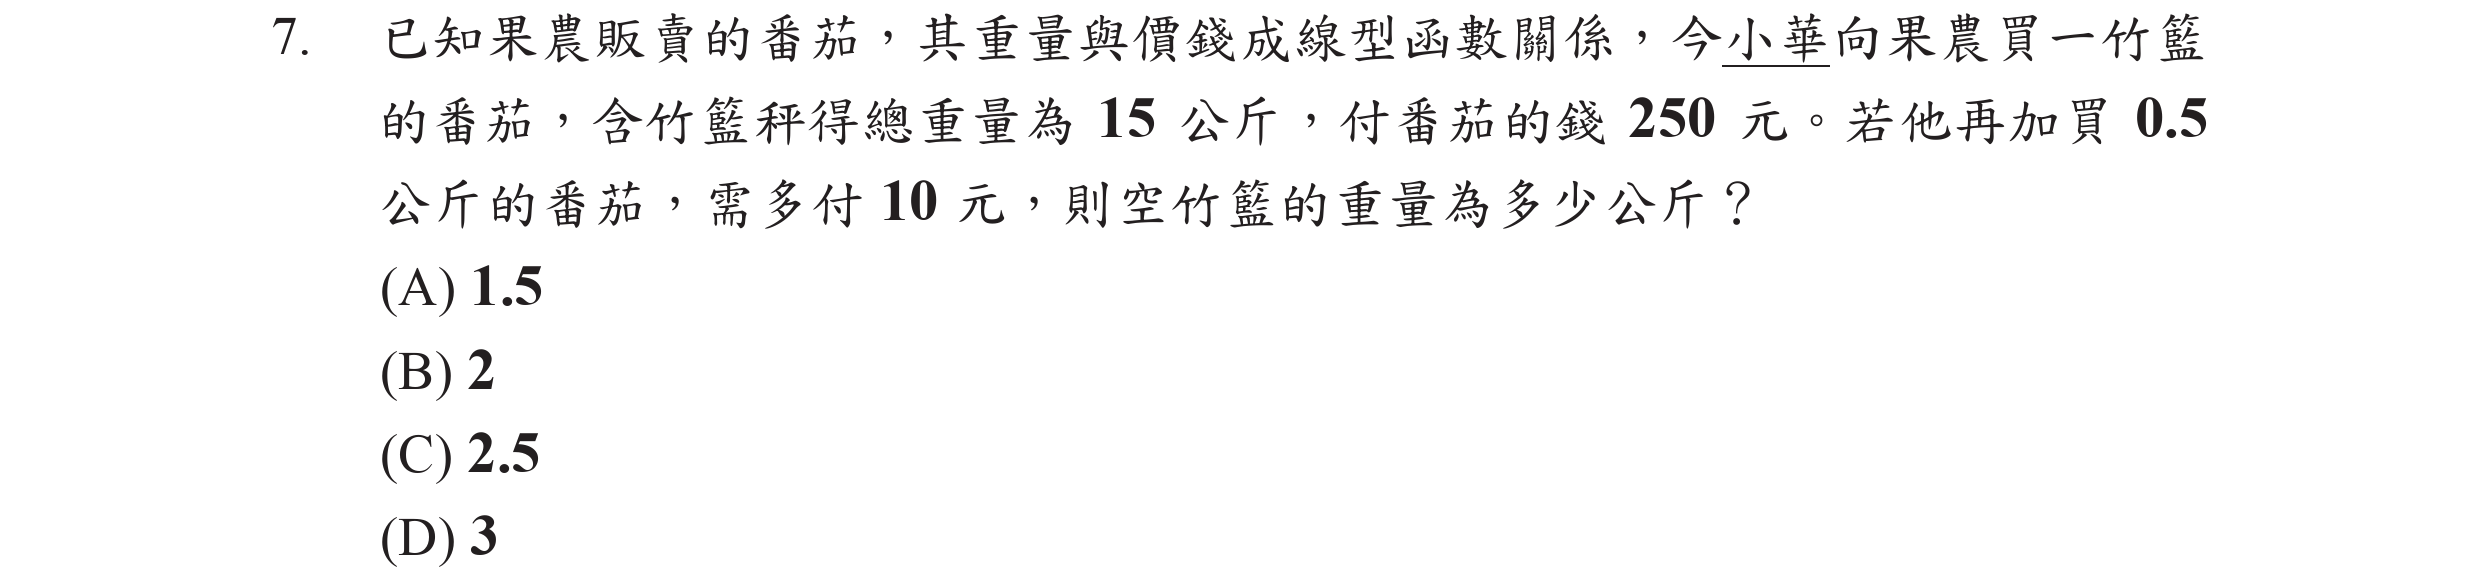 7. 已知果農販賣的番茄，其重量與價錢成線型函數關係，今小華向果農買一竹籃
的番茄，含竹籃秤得總重量為 15 公斤，付番茄的錢 250 元。若他再加買 0.5
公斤的番茄，需多付 10 元，則空竹籃的重量為多少公斤？
(A) 1.5
(B) 2
(C) 2.5
(D) 3